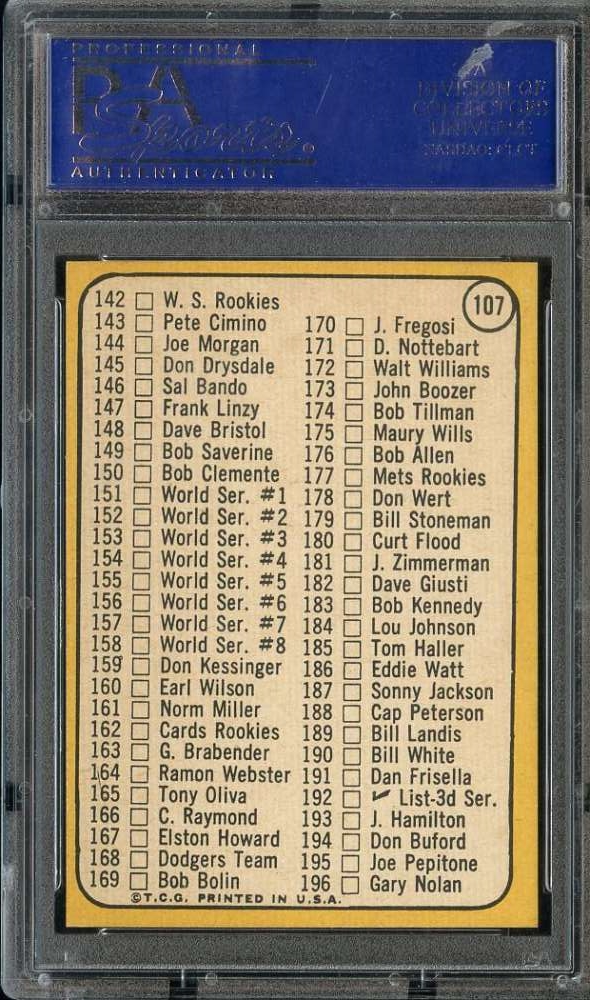 PROFESSIONAL
PSA
Sports
AUTHENTICATOR
DIVISION OF
COLLECTORS
UNIVERSE
NASDAQ: CLCT
107
142 W. S. Rookies
143 Pete Cimino
144 Joe Morgan
145 Don Drysdale
146 Sal Bando
147 Frank Linzy
148 Dave Bristol
149 Bob Saverine
150 Bob Clemente
151 World Ser. #1
152 World Ser. #2
153 World Ser. #3
154 World Ser. #4
155 World Ser. #5
156 World Ser. #6
157 World Ser. #7
158 World Ser. #8
159 Don Kessinger
160 Earl Wilson
161 Norm Miller
162 Cards Rookies
163 G. Brabender
164 Ramon Webster
165 Tony Oliva
166 C. Raymond
167 Elston Howard
168 Dodgers Team
169 Bob Bolin
170 J. Fregosi
171 D. Nottebart
172 Walt Williams
173 John Boozer
174 Bob Tillman
175 Maury Wills
176 Bob Allen
177 Mets Rookies
178 Don Wert
179 Bill Stoneman
180 Curt Flood
181 J. Zimmerman
182 Dave Giusti
183 Bob Kennedy
184 Lou Johnson
185 Tom Haller
186 Eddie Watt
187 Sonny Jackson
188 Cap Peterson
189 Bill Landis
190 Bill White
191 Dan Frisella
192 ✓ List-3d Ser.
193 J. Hamilton
194 Don Buford
195 Joe Pepitone
196 Gary Nolan
©T.C.G. PRINTED IN U.S.A.